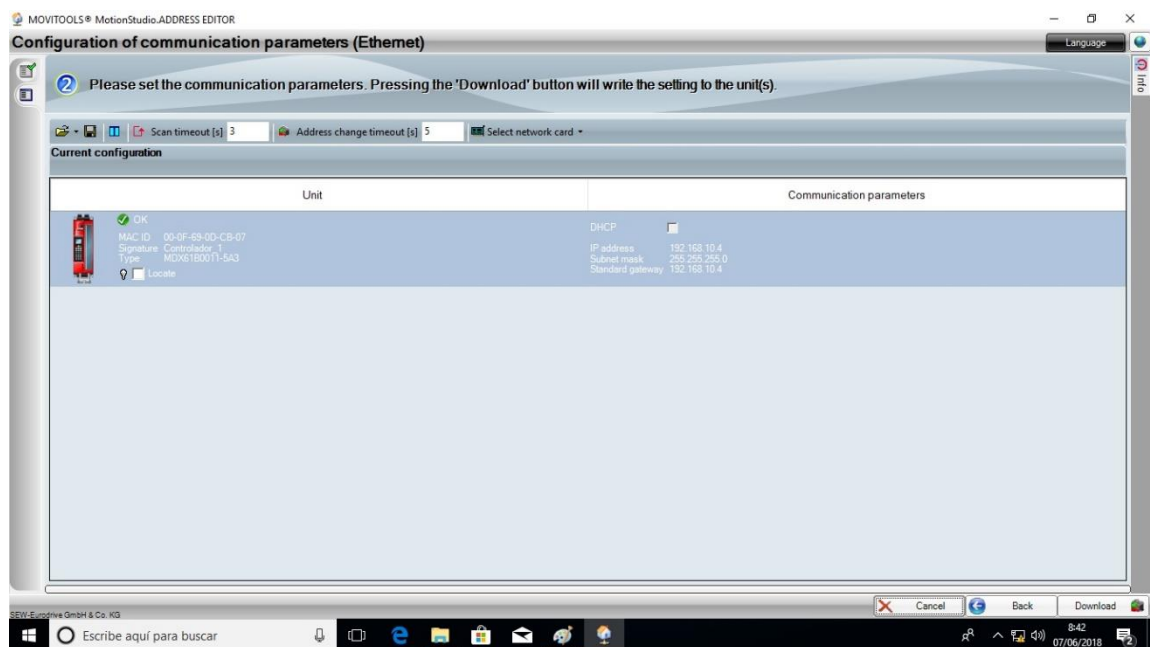 MOVITOOLS® MotionStudio.ADDRESS EDITOR
Configuration of communication parameters (Ethernet)
Language
Info
2 Please set the communication parameters. Pressing the 'Download' button will write the setting to the unit(s).
Scan timeout [s] 3 Address change timeout [s] 5 Select network card
Current configuration
Unit Communication parameters
OK
MAC ID 00-0F-69-0D-CB-07
Signature Controlador_1
Type MDX61B0011-5A3
Locate
DHCP
IP address 192.168.10.4
Subnet mask 255.255.255.0
Standard gateway 192.168.10.4
Cancel Back Download
SEW-Eurodrive GmbH & Co. KG
Escribe aquí para buscar
8:42
07/06/2018
2